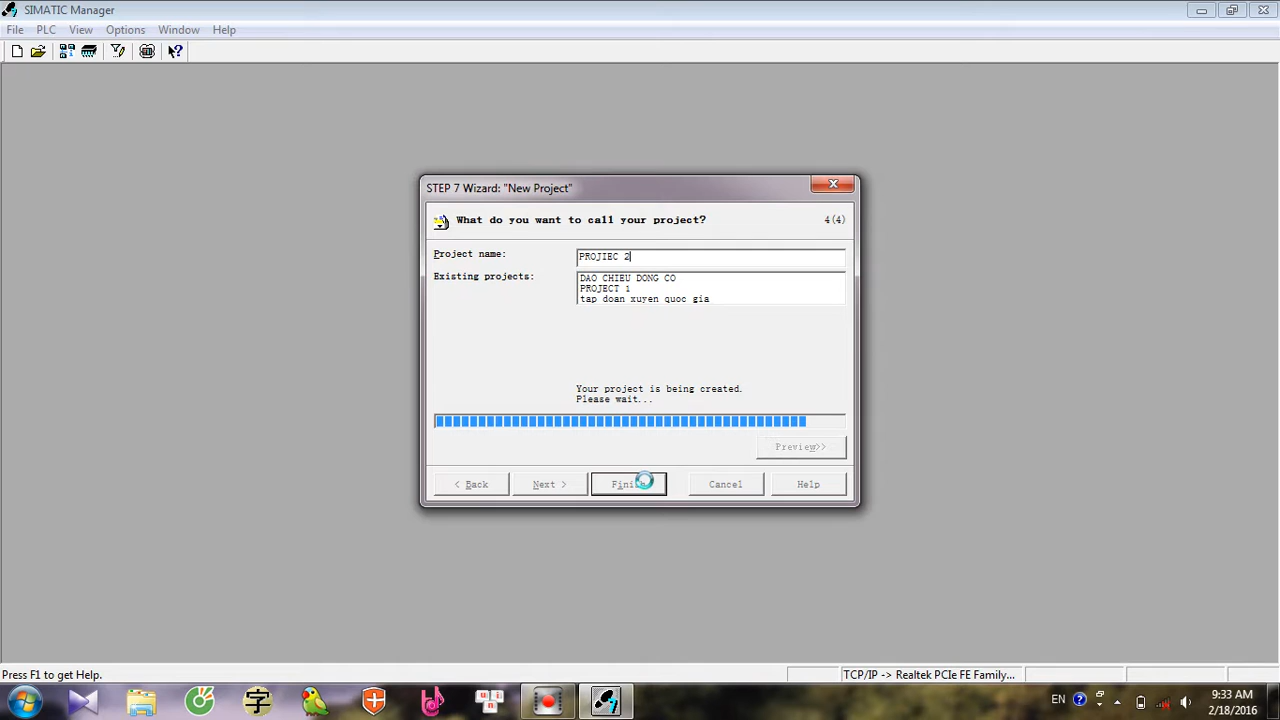 SIMATIC Manager
File PLC View Options Window Help
STEP 7 Wizard: "New Project"
What do you want to call your project? 4(4)
Project name: PROJIEC 2
Existing projects: DAO CHIEU DONG CO
PROJECT 1
tap doan xuyen quoc gia
Your project is being created.
Please wait...
Preview>>
< Back Next > Finish Cancel Help
Press F1 to get Help. TCP/IP -> Realtek PCIe FE Family...
EN 9:33 AM
2/18/2016
字
u n i n